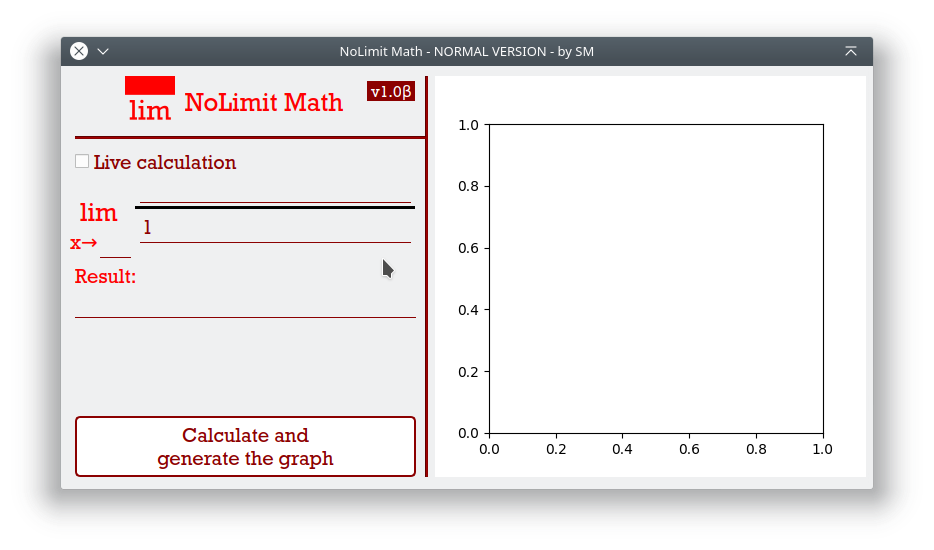 NoLimit Math - NORMAL VERSION - by SM
lim NoLimit Math v1.0β
Live calculation
lim
1
x→
Result:
Calculate and
generate the graph
1.0
0.8
0.6
0.4
0.2
0.0
0.0 0.2 0.4 0.6 0.8 1.0